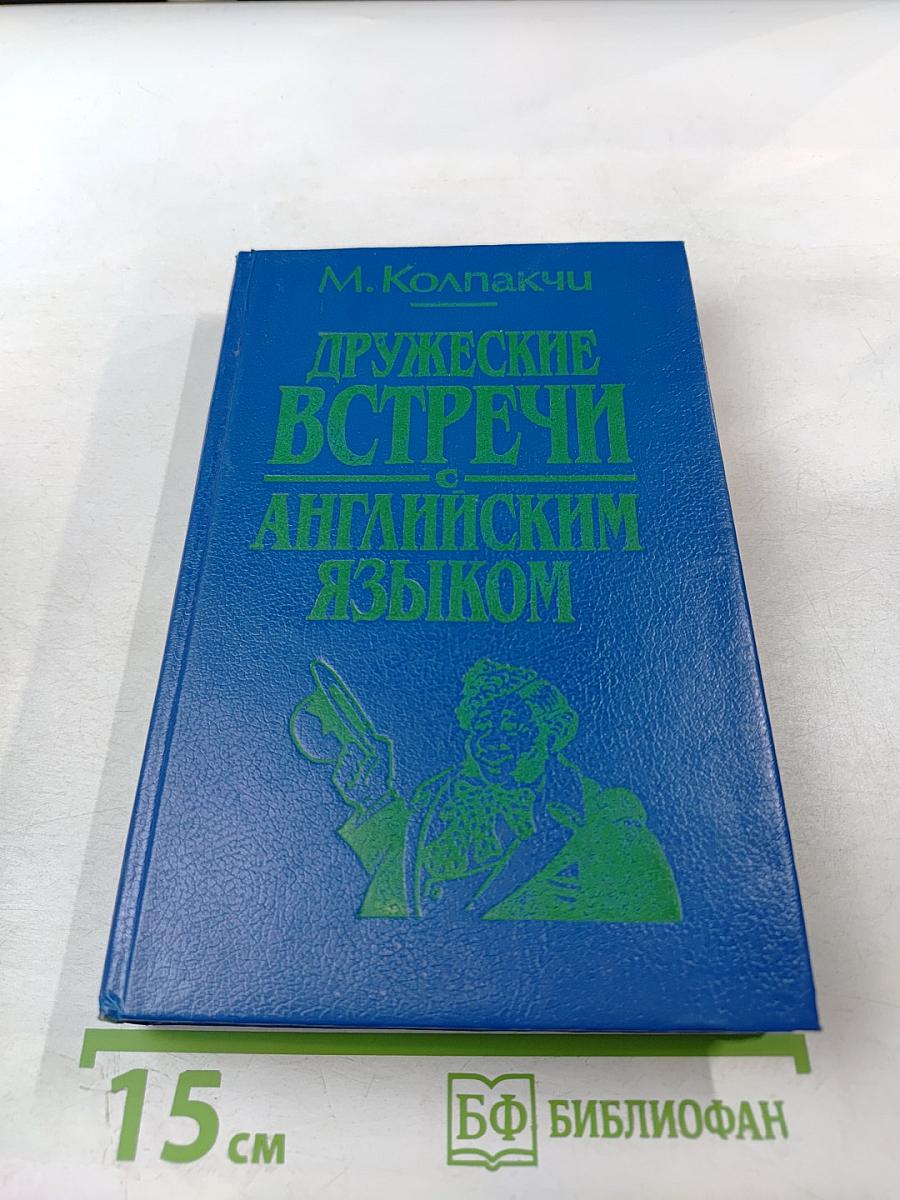 М. Колпакчи
ДРУЖЕСКИЕ
ВСТРЕЧИ
с
АНГЛИЙСКИМ
ЯЗЫКОМ
15 см
БФ БИБЛИОФАН